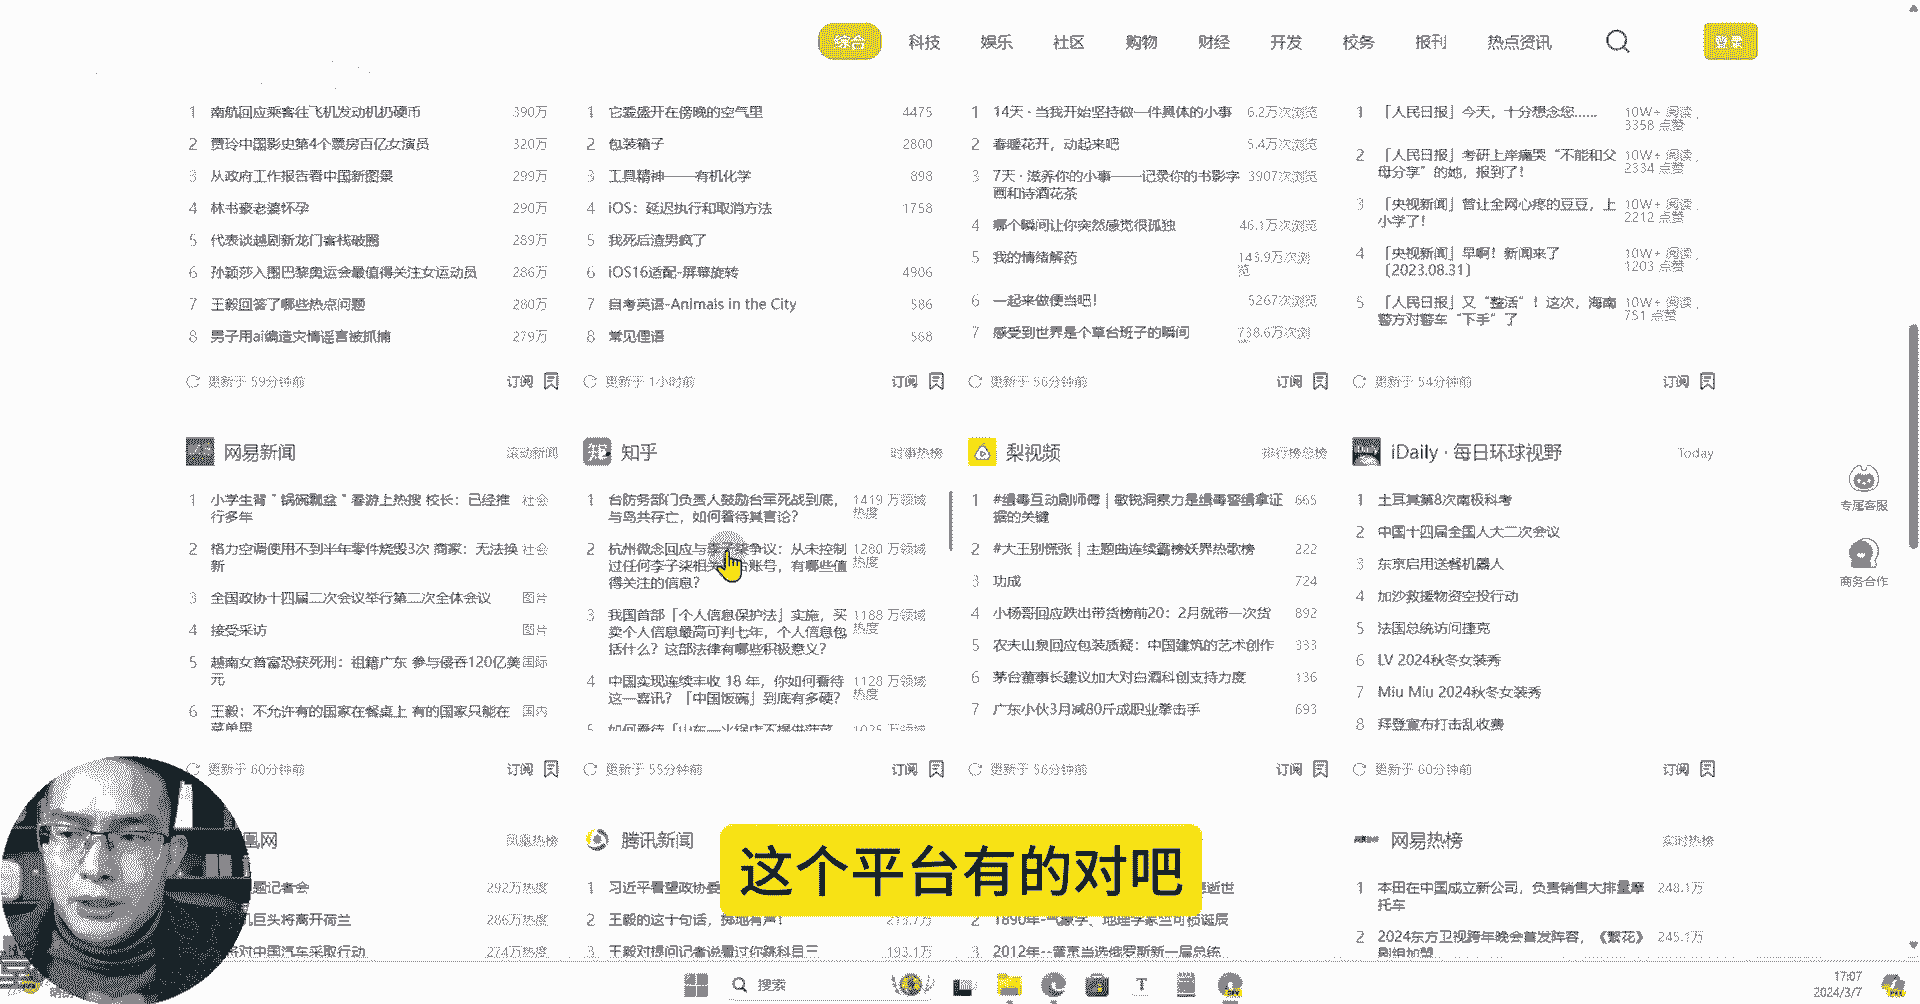 综合 科技 娱乐 社区 购物 财经 开发 校务 报刊 热点资讯 登录
1 南航回应乘客往飞机发动机扔硬币 390万
2 贾玲中国影史第4个票房百亿女演员 320万
3 从政府工作报告看中国新图景 299万
4 林书豪老婆怀孕 290万
5 代表谈越剧新龙门客栈破圈 289万
6 孙颖莎入围巴黎奥运会最值得关注女运动员 286万
7 王毅回答了哪些热点问题 280万
8 男子用ai编造灾情谣言被抓捕 279万
更新于 59分钟前 订阅
1 它爱盛开在傍晚的空气里 4475
2 包装箱子 2800
3 工具精神——有机化学 898
4 iOS：延迟执行和取消方法 1758
5 我死后渣男疯了
6 iOS16适配-屏幕旋转 4906
7 自考英语-Animals in the City 586
8 常见俚语 568
更新于 1小时前 订阅
1 14天 · 当我开始坚持做一件具体的小事 6.2万次浏览
2 春暖花开，动起来吧 5.4万次浏览
3 7天 · 滋养你的小事——记录你的书影字 3907次浏览
画和诗酒花茶
4 哪个瞬间让你突然感觉很孤独 46.1万次浏览
5 我的情绪解药 145.9万次浏
览
6 一起来做便当吧！ 5267次浏览
7 感受到世界是个草台班子的瞬间 738.6万次浏
更新于 56分钟前 订阅
1 「人民日报」今天，十分想念您…… 10W+ 阅读，
3358 点赞
2 「人民日报」考研上岸痛哭“不能和父 10W+ 阅读，
母分享”的她，报到了！ 2334 点赞
3 「央视新闻」曾让全网心疼的豆豆，上 10W+ 阅读，
小学了！ 2212 点赞
4 「央视新闻」早啊！新闻来了 10W+ 阅读，
〔2023.08.31〕 1203 点赞
5 「人民日报」又“整活”！这次，海南 10W+ 阅读，
警方对警车“下手”了 751 点赞
更新于 54分钟前 订阅
网易新闻 滚动新闻
1 小学生背＂锅碗瓢盆＂春游上热搜 校长：已经推 社会
行多年
2 格力空调使用不到半年零件烧毁3次 商家：无法换 社会
新
3 全国政协十四届二次会议举行第二次全体会议 图片
4 接受采访 图片
5 越南女首富恐获死刑：祖籍广东 参与侵吞120亿美 国际
元
6 王毅：不允许有的国家在餐桌上 有的国家只能在 国内
菜单里
更新于 60分钟前 订阅
知乎 时事热榜
1 台防务部门负责人鼓励台军死战到底， 1419 万领域
与岛共存亡，如何看待其言论？ 热度
2 杭州微念回应与李子柒争议：从未控制 1280 万领域
过任何李子柒相关 账号，有哪些值 热度
得关注的信息？
3 我国首部「个人信息保护法」实施，买 1188 万领域
卖个人信息最高可判七年，个人信息包 热度
括什么？这部法律有哪些积极意义？
4 中国实现连续丰收 18 年，你如何看待 1128 万领域
这一喜讯？「中国饭碗」到底有多硬？ 热度
5 如何看待「山东一火锅店不提供菠菜 1025 万领域
更新于 55分钟前 订阅
梨视频 排行榜总榜
1 #缉毒互动剧师傅｜敏锐洞察力是缉毒警缉拿证 665
据的关键
2 #大王别慌张｜主题曲连续霸榜妖界热歌榜 222
3 功成 724
4 小杨哥回应跌出带货榜前20：2月就带一次货 892
5 农夫山泉回应包装质疑：中国建筑的艺术创作 333
6 茅台董事长建议加大对白酒科创支持力度 136
7 广东小伙3月减80斤成职业拳击手 693
更新于 56分钟前 订阅
iDaily · 每日环球视野 Today
1 土耳其第8次南极科考
2 中国十四届全国人大二次会议
3 东京启用送餐机器人
4 加沙救援物资空投行动
5 法国总统访问捷克
6 LV 2024秋冬女装秀
7 Miu Miu 2024秋冬女装秀
8 拜登宣布打击乱收费
更新于 60分钟前 订阅
专属客服
商务合作
凰网 凤凰热榜
题记者会 292万热度
巨头将离开荷兰 286万热度
将对中国汽车采取行动 274万热度
腾讯新闻
1 习近平看望政协委
2 王毅的这十句话，掷地有声！ 213.7万
3 王毅对提问记者说看过你跳科目三 193.1万
逝世
2 1890年-气象学、地理学家竺可桢诞辰
3 2012年--普京当选俄罗斯新一届总统
网易热榜 实时热榜
1 本田在中国成立新公司，负责销售大排量摩 248.1万
托车
2 2024东方卫视跨年晚会首发阵容，《繁花》 245.1万
剧组加盟
这个平台有的对吧
搜索
17:07
2024/3/7